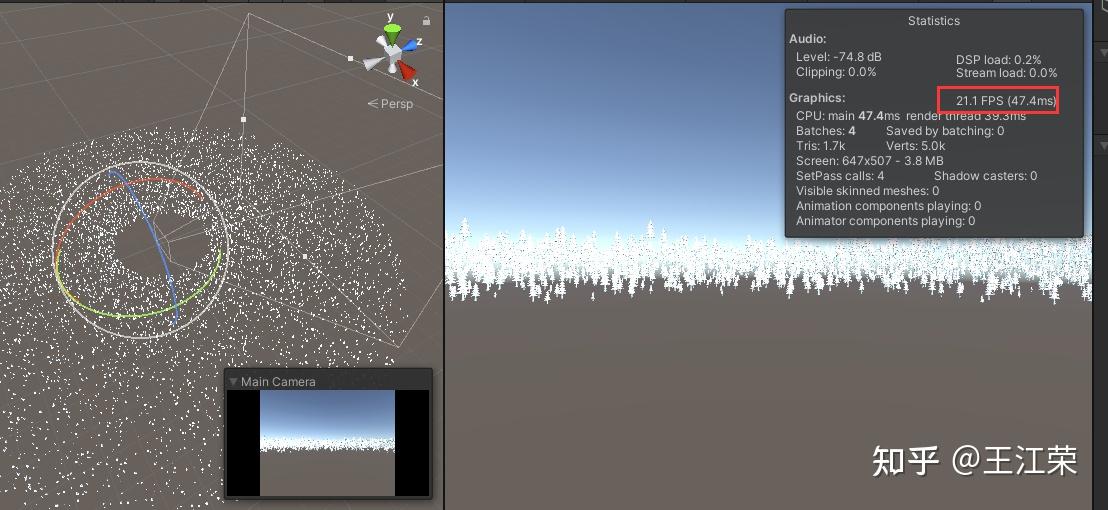 y
z
x
Persp
Main Camera
Statistics
Audio:
Level: -74.8 dB DSP load: 0.2%
Clipping: 0.0% Stream load: 0.0%
Graphics: 21.1 FPS (47.4ms)
CPU: main 47.4ms render thread 39.3ms
Batches: 4 Saved by batching: 0
Tris: 1.7k Verts: 5.0k
Screen: 647x507 - 3.8 MB
SetPass calls: 4 Shadow casters: 0
Visible skinned meshes: 0
Animation components playing: 0
Animator components playing: 0
知乎 @王江荣